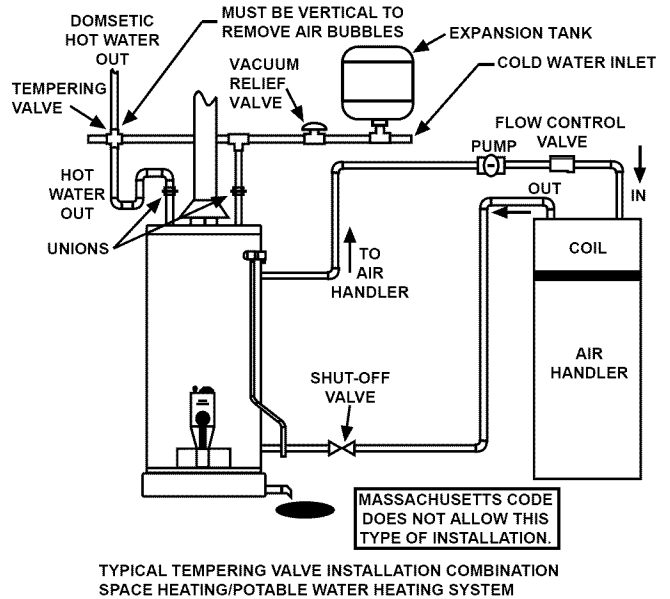 DOMSETIC
HOT WATER
OUT
MUST BE VERTICAL TO
REMOVE AIR BUBBLES
EXPANSION TANK
VACUUM
RELIEF
VALVE
COLD WATER INLET
TEMPERING
VALVE
FLOW CONTROL
VALVE
PUMP
HOT
WATER
OUT
OUT
IN
UNIONS
TO
AIR
HANDLER
COIL
AIR
HANDLER
SHUT-OFF
VALVE
MASSACHUSETTS CODE
DOES NOT ALLOW THIS
TYPE OF INSTALLATION.
TYPICAL TEMPERING VALVE INSTALLATION COMBINATION
SPACE HEATING/POTABLE WATER HEATING SYSTEM